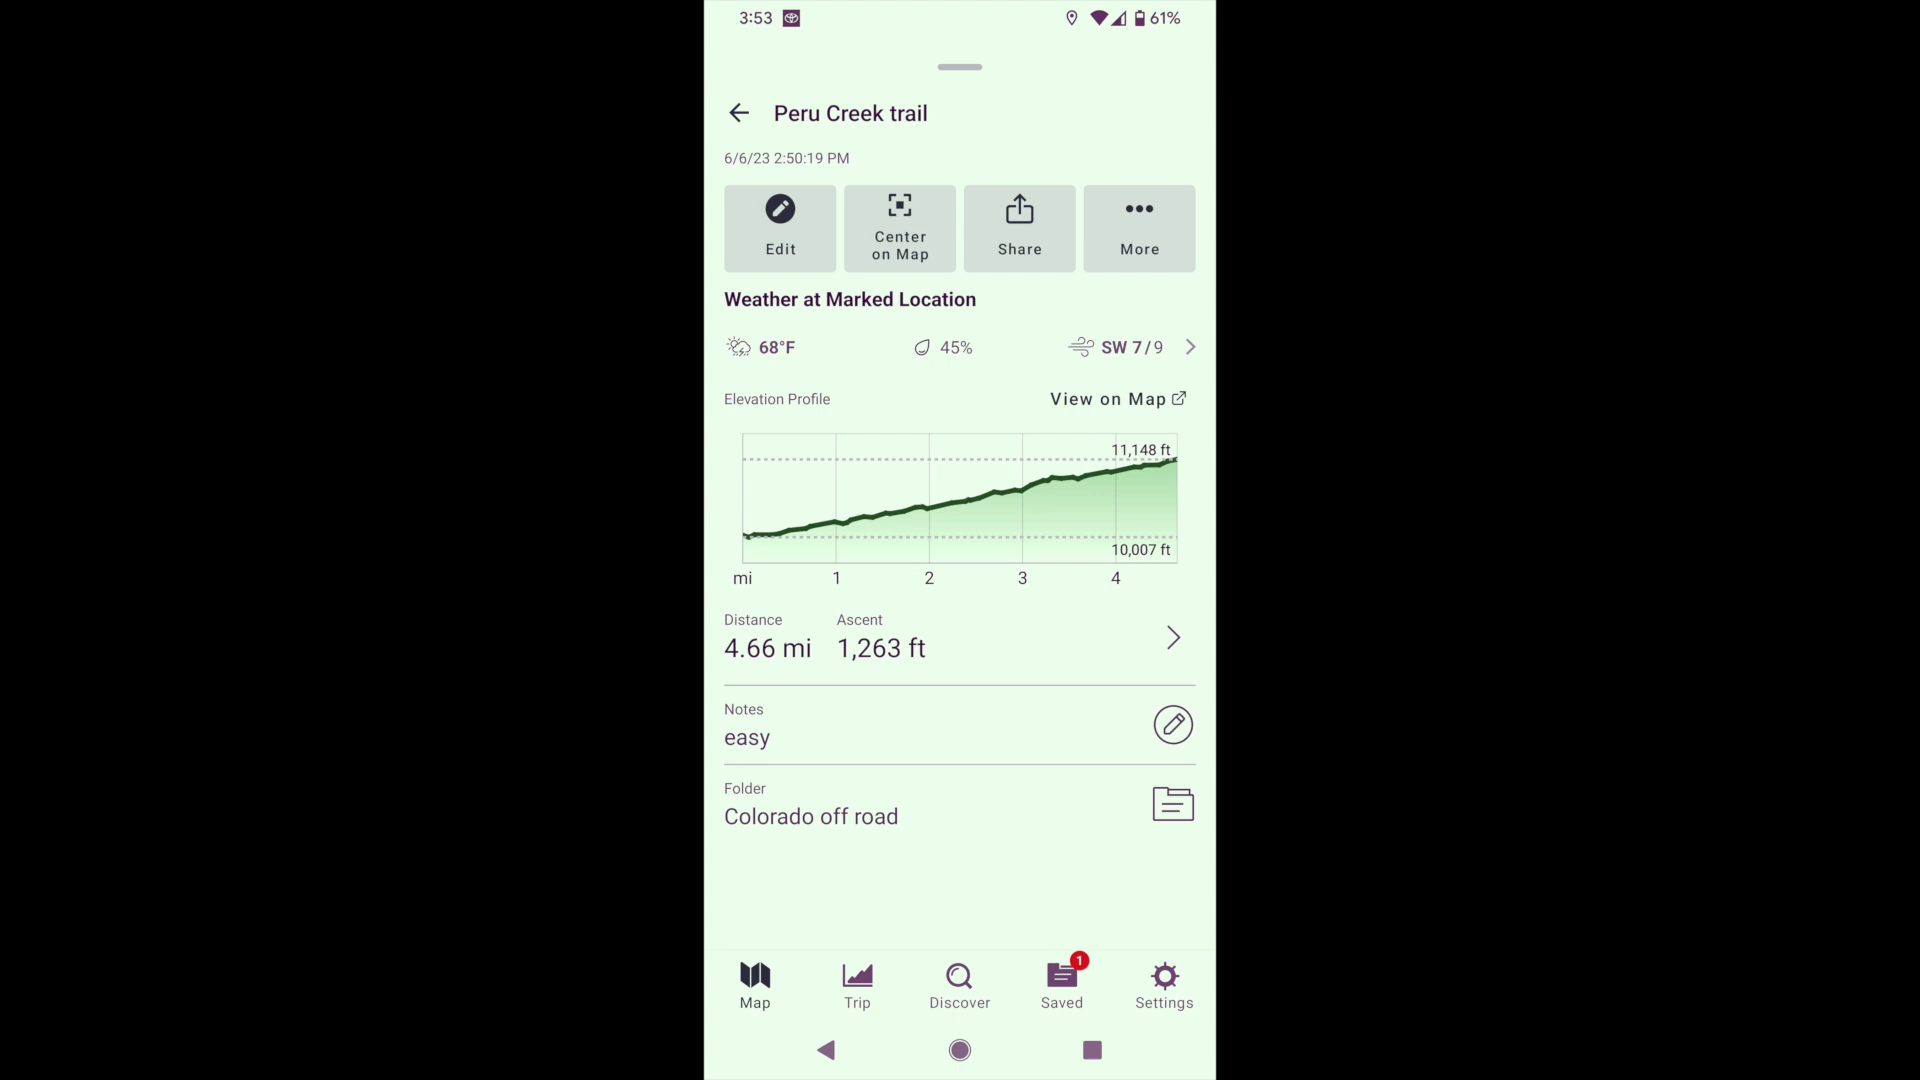 3:53 61%
Peru Creek trail
6/6/23 2:50:19 PM
Edit
Center
on Map
Share
More
Weather at Marked Location
68°F 45% SW 7/9
Elevation Profile View on Map
11,148 ft
10,007 ft
mi 1 2 3 4
Distance Ascent
4.66 mi 1,263 ft
Notes
easy
Folder
Colorado off road
1
Map Trip Discover Saved Settings